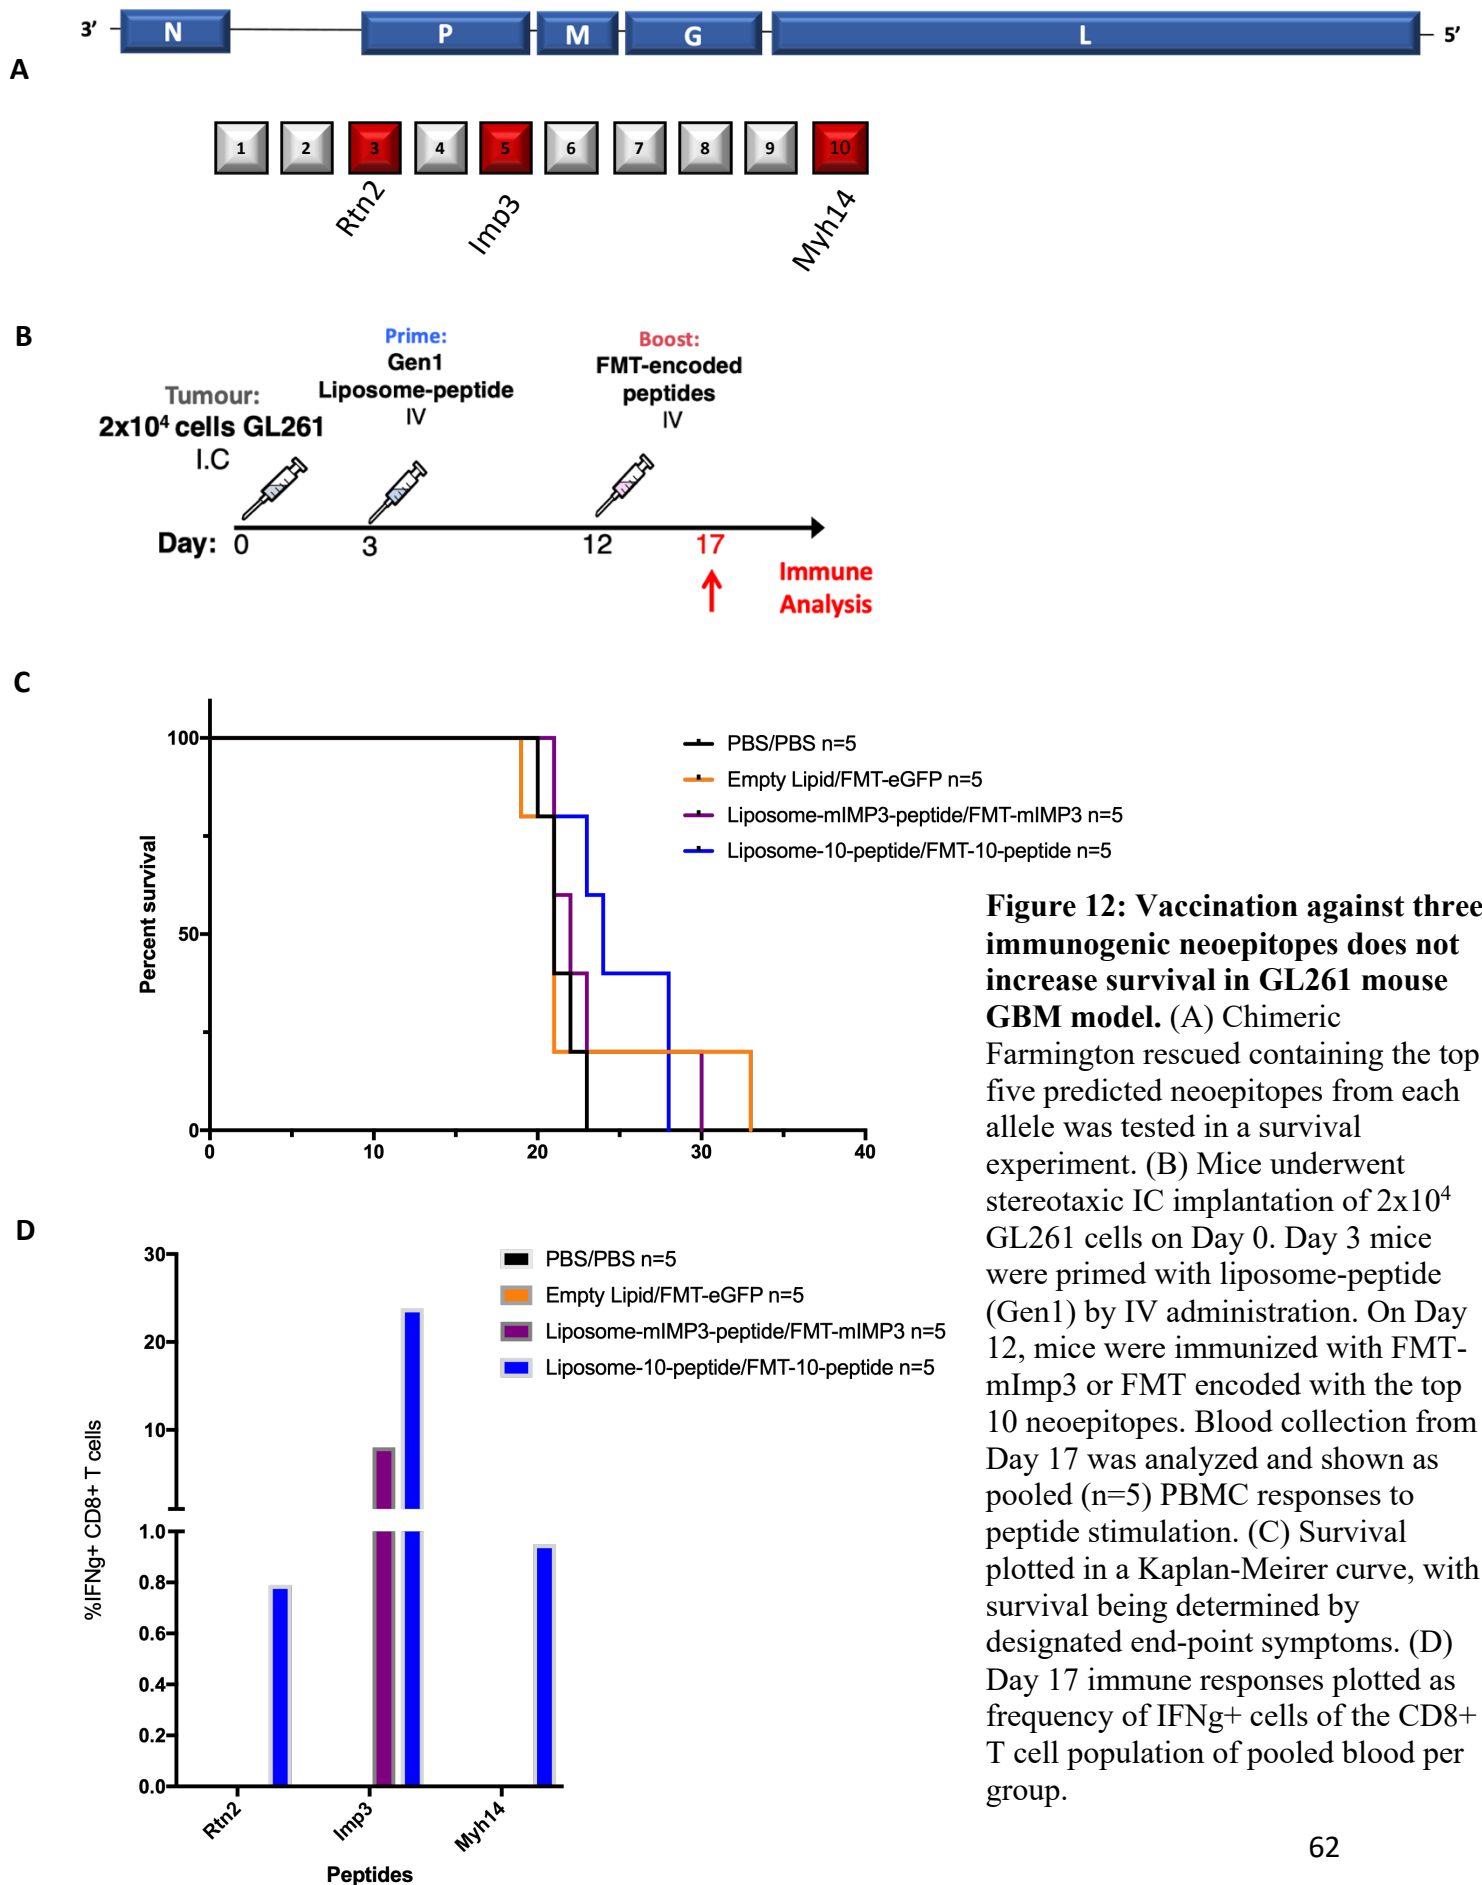 3’ N P M G L 5’
A
1 2 3 4 5 6 7 8 9 10
Rtn2 Imp3 Myh14
B
Tumour:
2x10⁴ cells GL261
I.C
Prime:
Gen1
Liposome-peptide
IV
Boost:
FMT-encoded
peptides
IV
Day: 0 3 12 17
Immune
Analysis
C
Percent survival
100
50
0
0 10 20 30 40
PBS/PBS n=5
Empty Lipid/FMT-eGFP n=5
Liposome-mIMP3-peptide/FMT-mIMP3 n=5
Liposome-10-peptide/FMT-10-peptide n=5
D
%IFNg+ CD8+ T cells
30
20
10
1.0
0.8
0.6
0.4
0.2
0.0
Rtn2 Imp3 Myh14
Peptides
PBS/PBS n=5
Empty Lipid/FMT-eGFP n=5
Liposome-mIMP3-peptide/FMT-mIMP3 n=5
Liposome-10-peptide/FMT-10-peptide n=5
Figure 12: Vaccination against three
immunogenic neoepitopes does not
increase survival in GL261 mouse
GBM model. (A) Chimeric
Farmington rescued containing the top
five predicted neoepitopes from each
allele was tested in a survival
experiment. (B) Mice underwent
stereotaxic IC implantation of 2x10⁴
GL261 cells on Day 0. Day 3 mice
were primed with liposome-peptide
(Gen1) by IV administration. On Day
12, mice were immunized with FMT-
mImp3 or FMT encoded with the top
10 neoepitopes. Blood collection from
Day 17 was analyzed and shown as
pooled (n=5) PBMC responses to
peptide stimulation. (C) Survival
plotted in a Kaplan-Meirer curve, with
survival being determined by
designated end-point symptoms. (D)
Day 17 immune responses plotted as
frequency of IFNg+ cells of the CD8+
T cell population of pooled blood per
group.
62